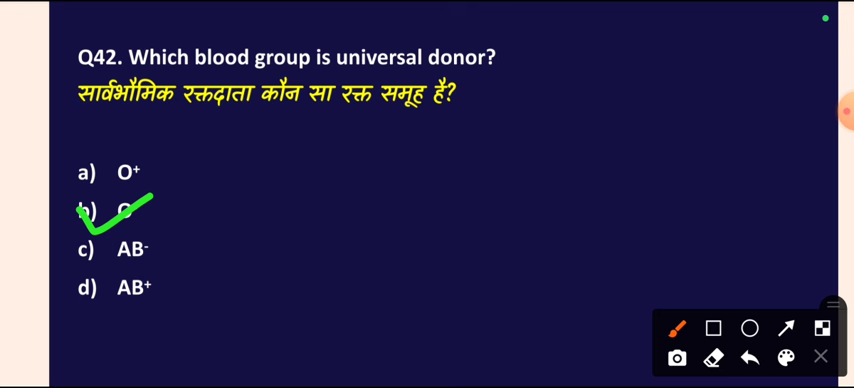 Q42. Which blood group is universal donor?
सार्वभौमिक रक्तदाता कौन सा रक्त समूह है?
a) O⁺
b) O
c) AB⁻
d) AB⁺